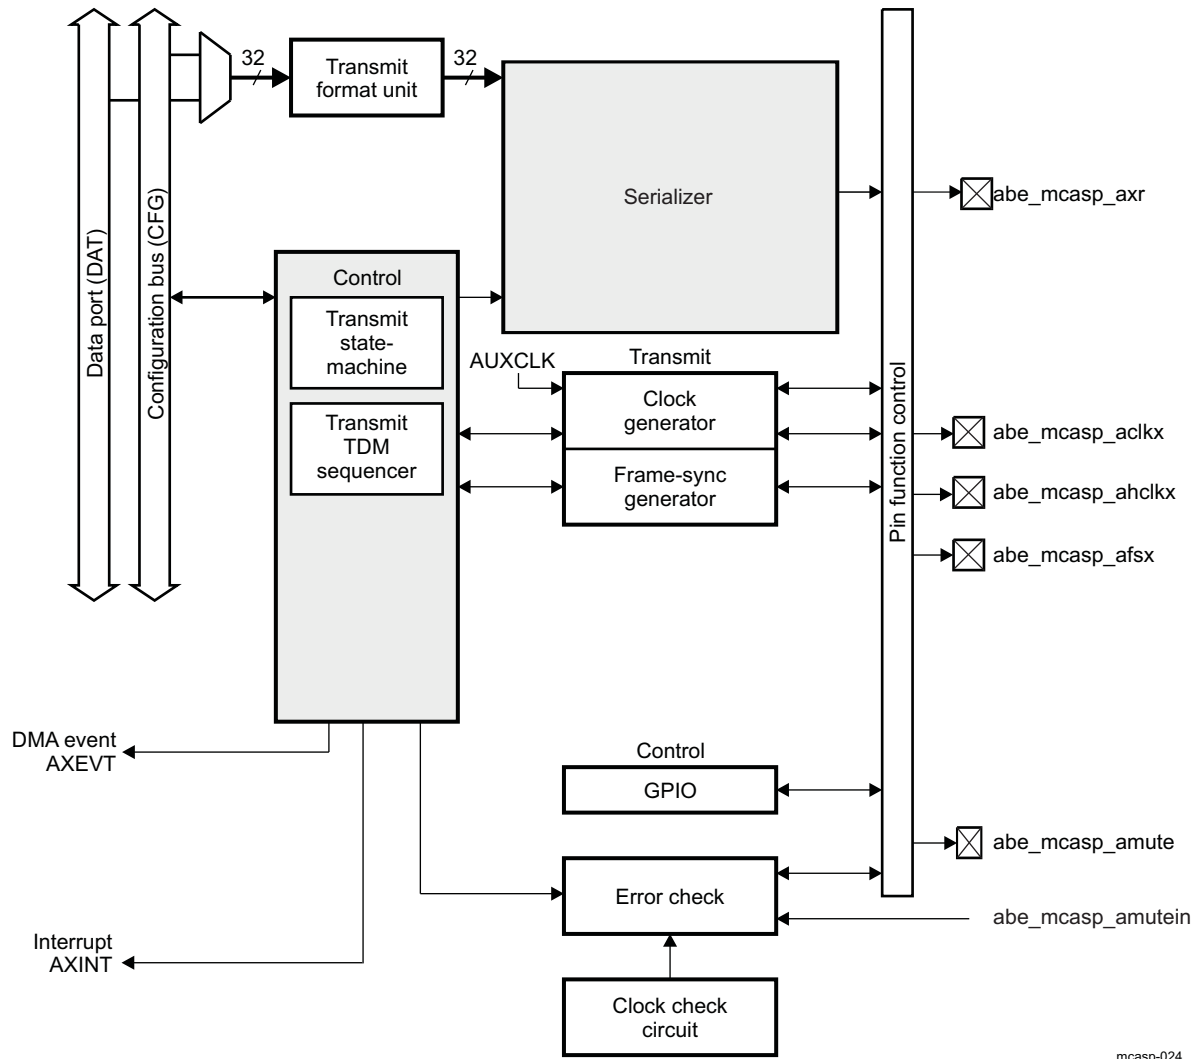 32
32
Transmit
format unit
Serializer
abe_mcasp_axr
Data port (DAT)
Configuration bus (CFG)
Control
Transmit
state-
machine
Transmit
TDM
sequencer
AUXCLK
Transmit
Clock
generator
Frame-sync
generator
Pin function control
abe_mcasp_aclkx
abe_mcasp_ahclkx
abe_mcasp_afsx
DMA event
AXEVT
Control
GPIO
abe_mcasp_amute
Error check
abe_mcasp_amutein
Interrupt
AXINT
Clock check
circuit
mcasp-024